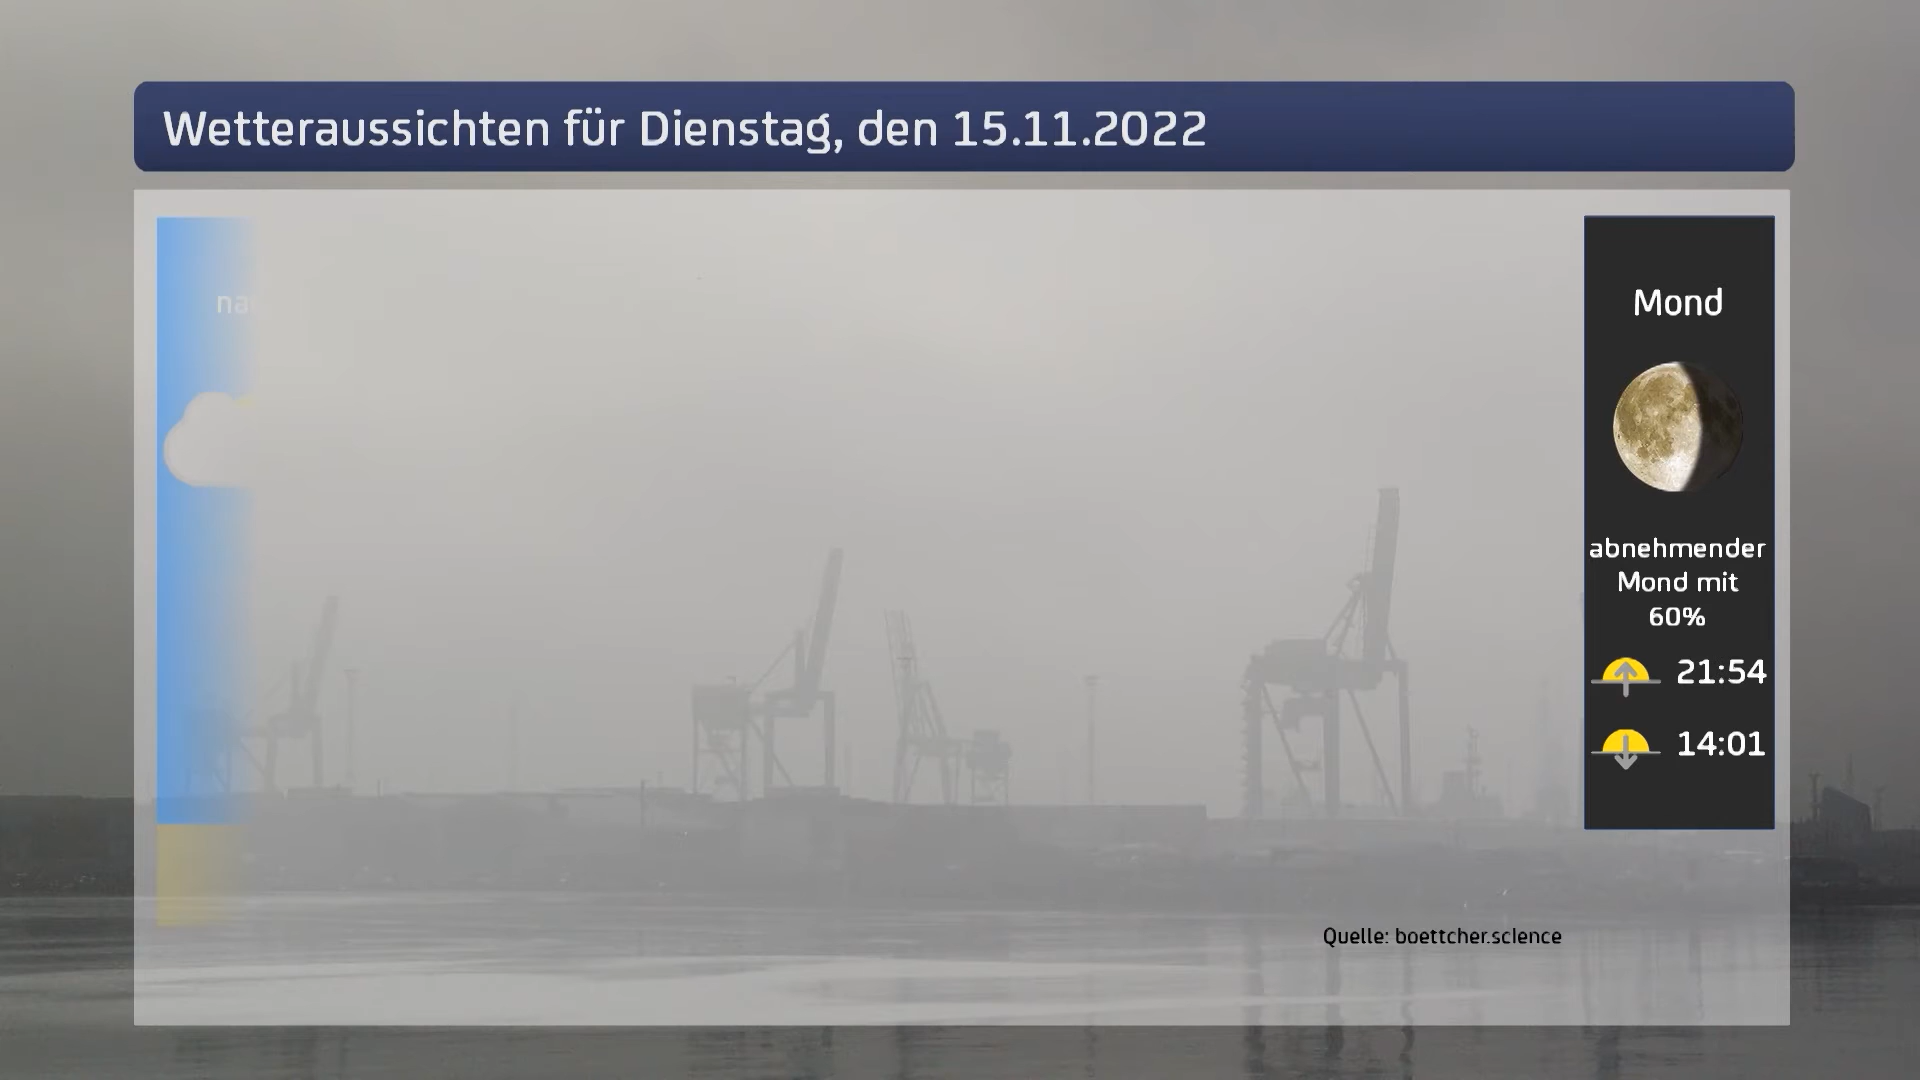 Wetteraussichten für Dienstag, den 15.11.2022
Mond
abnehmender
Mond mit
60%
21:54
14:01
Quelle: boettcher.science